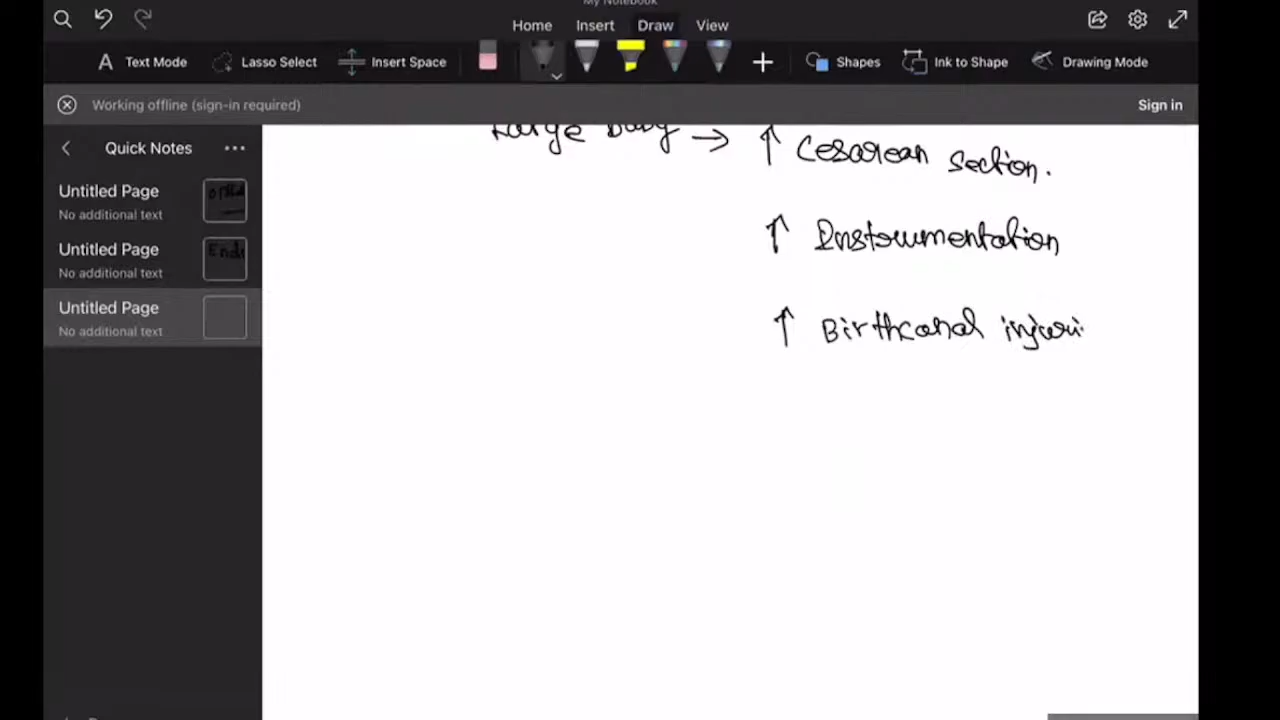 My Notebook
Home Insert Draw View
Text Mode Lasso Select Insert Space Shapes Ink to Shape Drawing Mode
Working offline (sign-in required) Sign in
Quick Notes
Untitled Page
No additional text
Untitled Page
No additional text
Untitled Page
No additional text
Large baby → ↑ Cesarean section.
↑ Instrumentation
↑ Birthcanal injuri